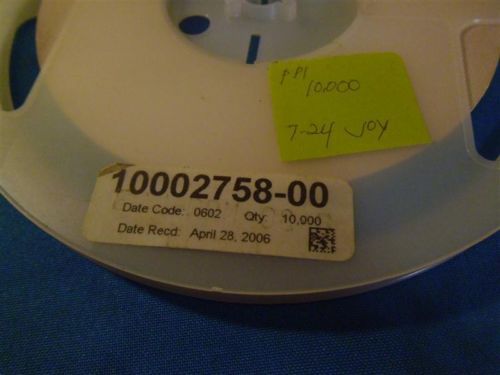 PPI
10,000
7-24 JOY
10002758-00
Date Code: 0602 Qty: 10,000
Date Recd: April 28, 2006